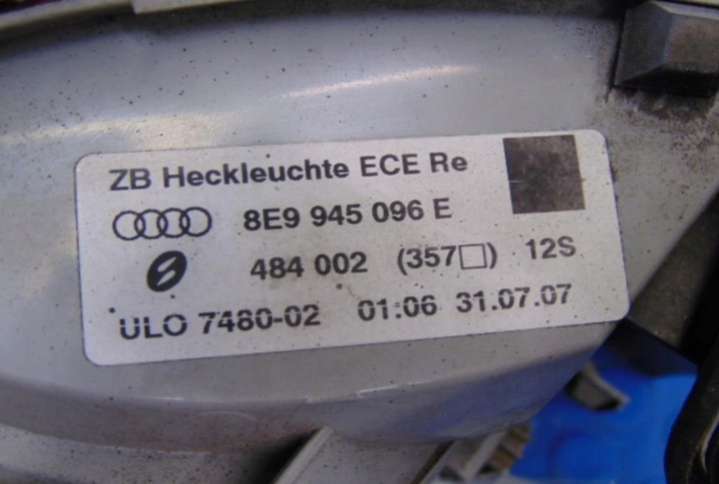 ZB Heckleuchte ECE Re
8E9 945 096 E
484 002 (357□) 12S
ULO 7480-02 01:06 31.07.07